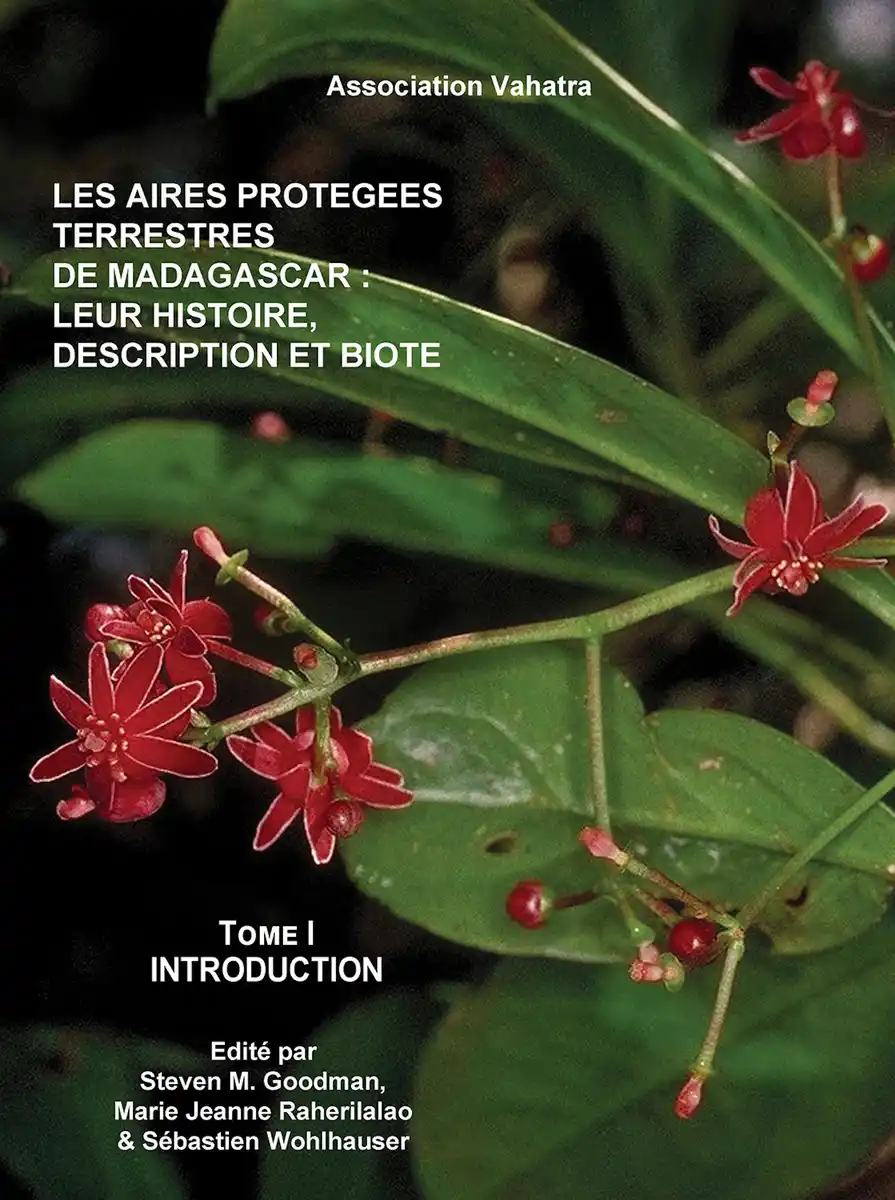 Association Vahatra
LES AIRES PROTEGEES
TERRESTRES
DE MADAGASCAR :
LEUR HISTOIRE,
DESCRIPTION ET BIOTE
TOME I
INTRODUCTION
Edité par
Steven M. Goodman,
Marie Jeanne Raherilalao
& Sébastien Wohlhauser